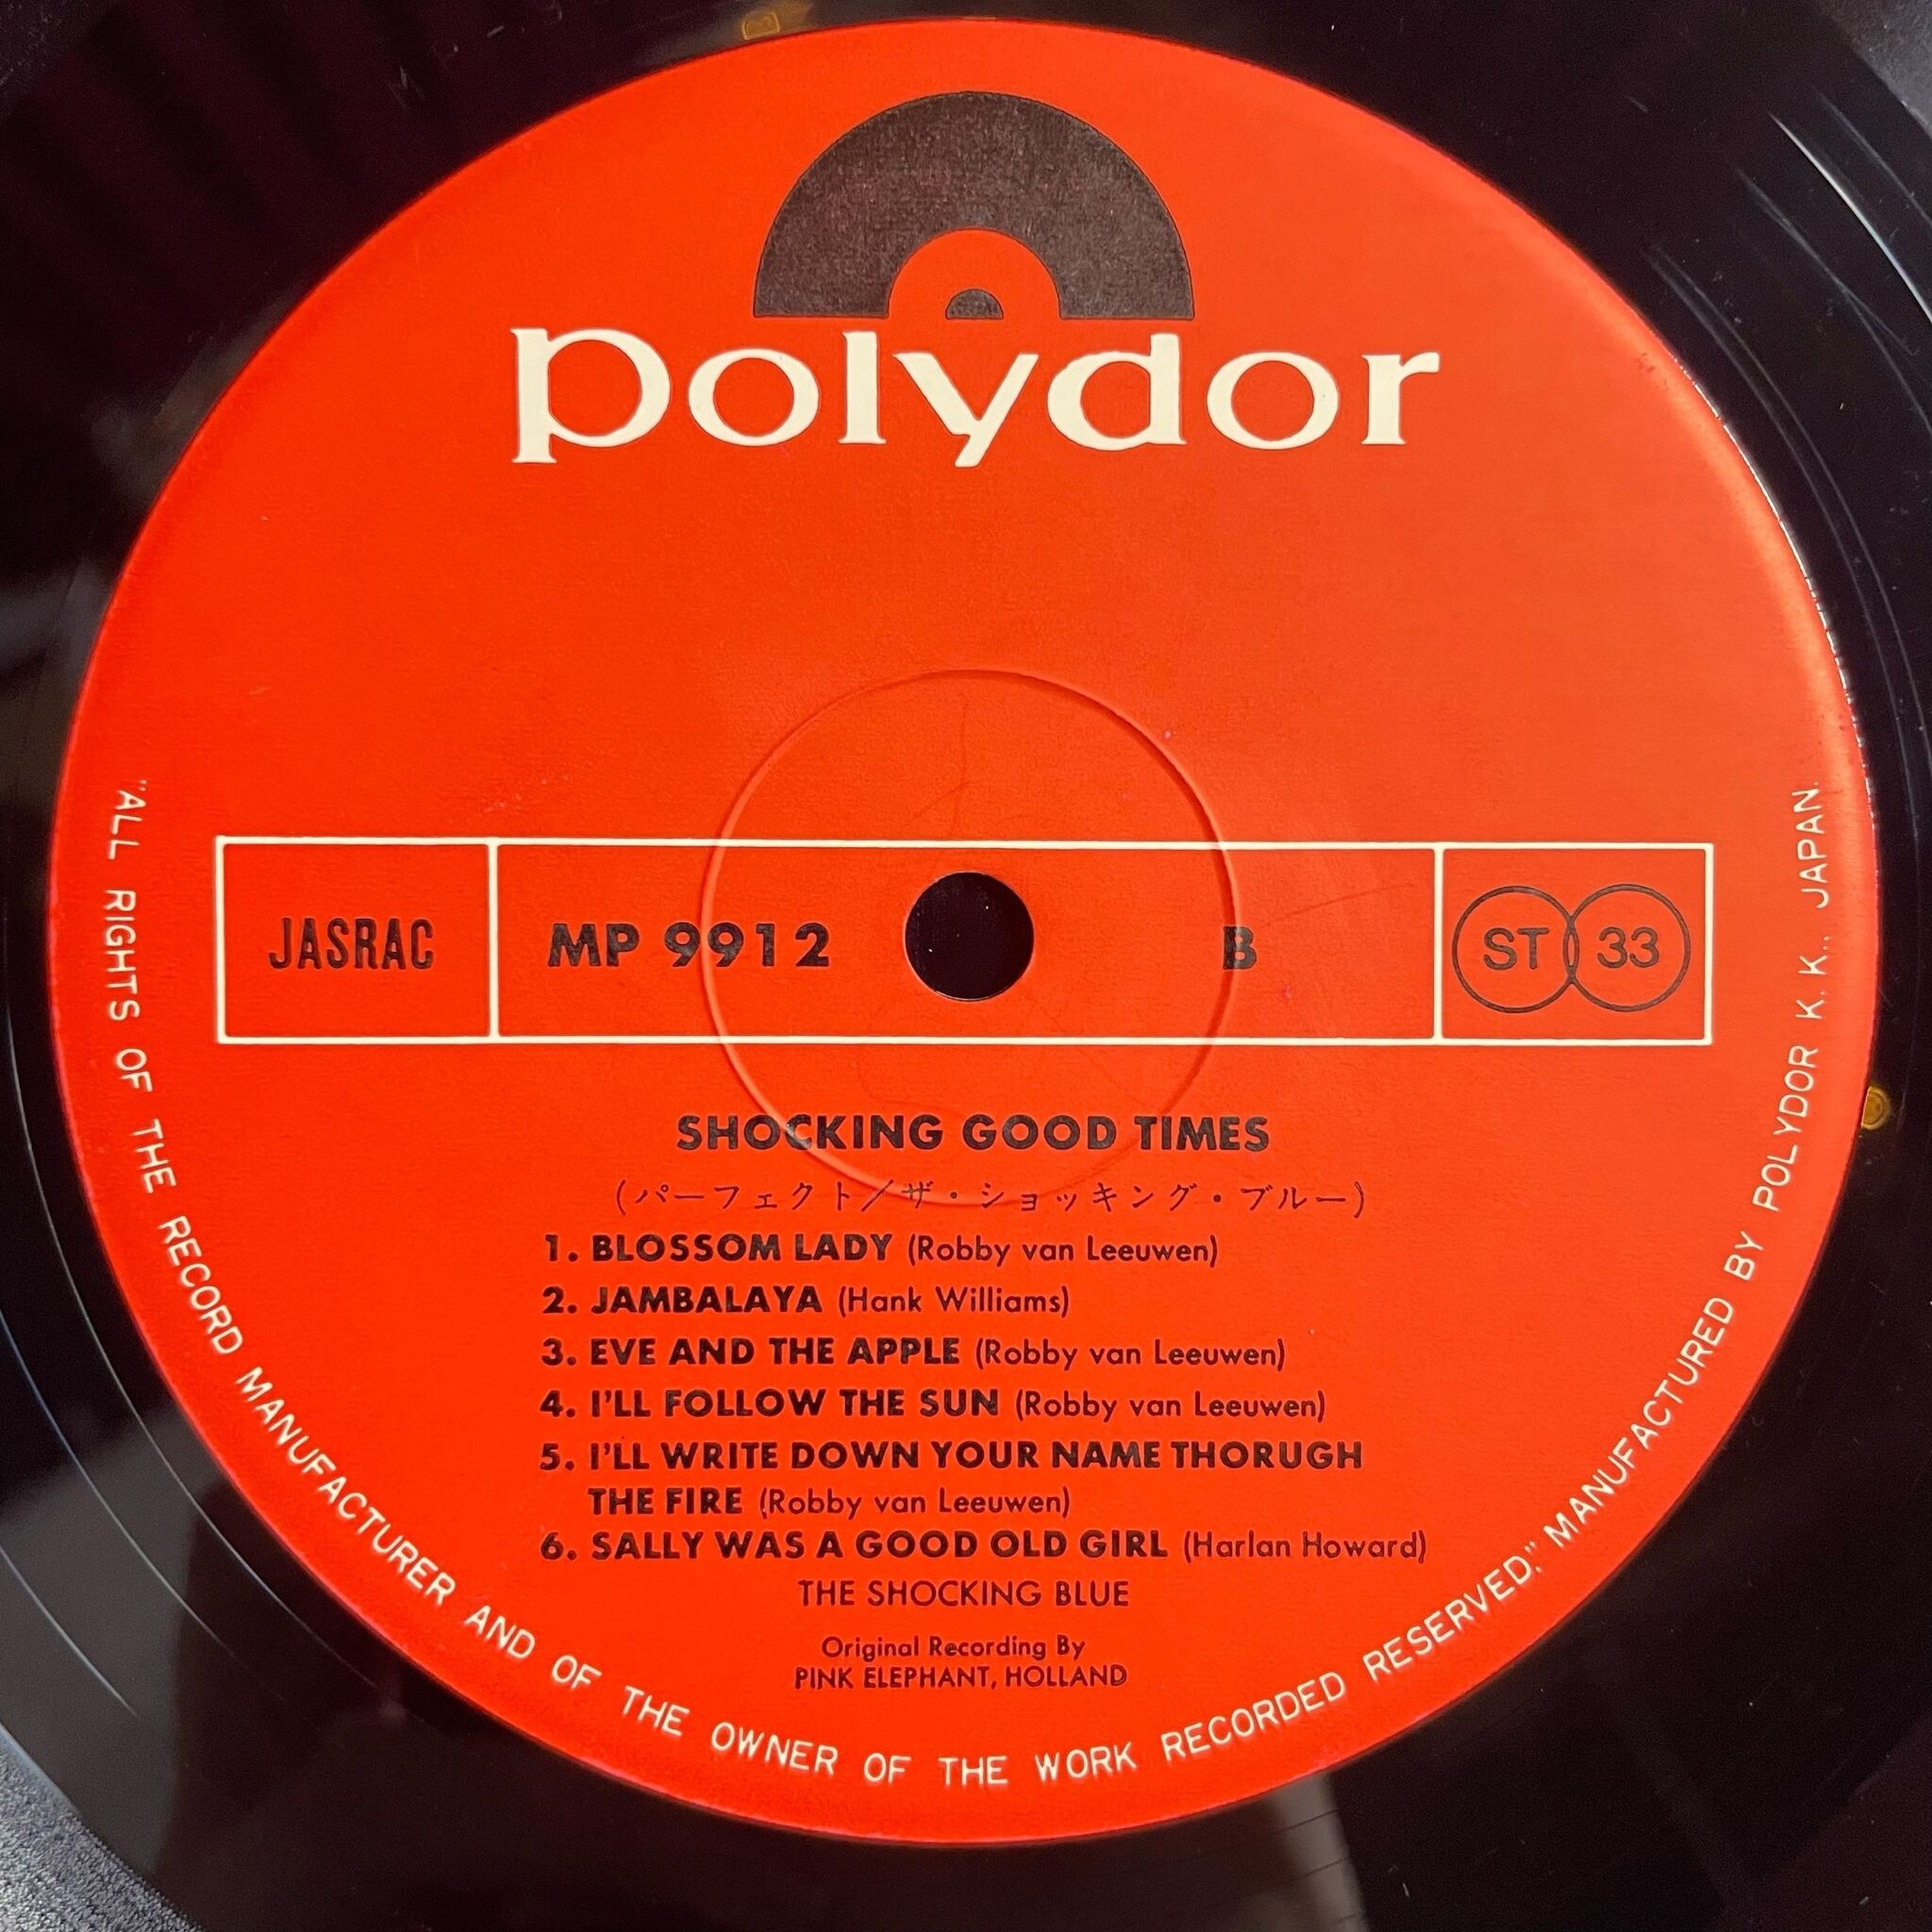 polydor
JASRAC
MP 9912
B
ST 33
SHOCKING GOOD TIMES
(パーフェクト/ザ・ショッキング・ブルー)
1. BLOSSOM LADY (Robby van Leeuwen)
2. JAMBALAYA (Hank Williams)
3. EVE AND THE APPLE (Robby van Leeuwen)
4. I'LL FOLLOW THE SUN (Robby van Leeuwen)
5. I'LL WRITE DOWN YOUR NAME THORUGH
THE FIRE (Robby van Leeuwen)
6. SALLY WAS A GOOD OLD GIRL (Harlan Howard)
THE SHOCKING BLUE
Original Recording By
PINK ELEPHANT, HOLLAND
"ALL RIGHTS OF THE RECORD MANUFACTURER AND OF THE OWNER OF THE WORK RECORDED RESERVED," MANUFACTURED BY POLYDOR K. K., JAPAN.